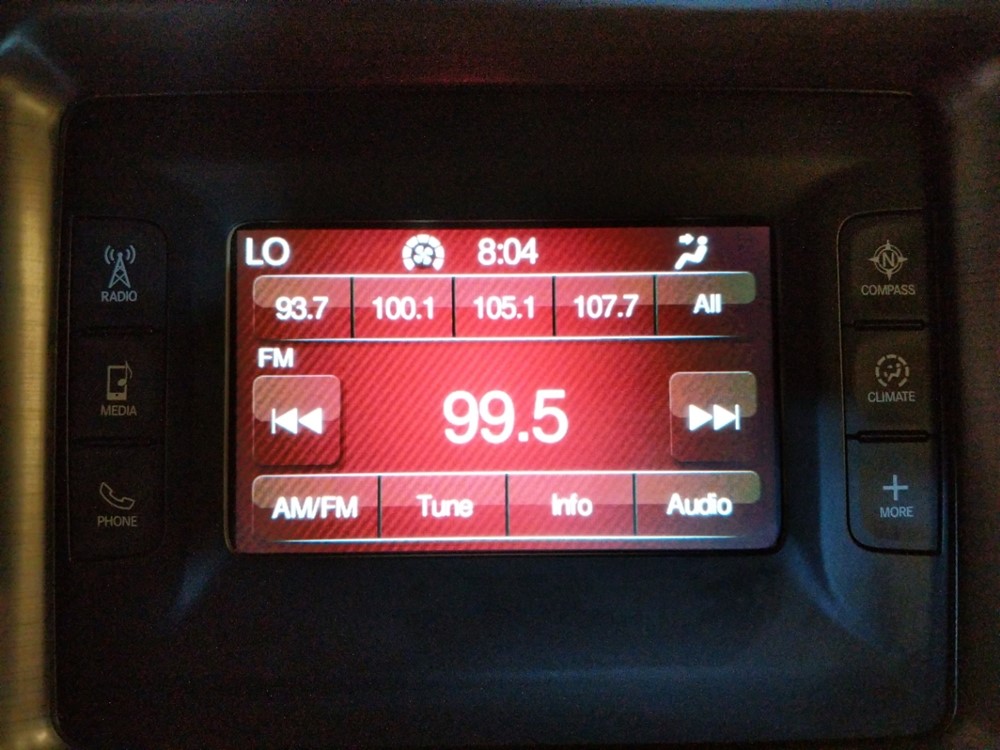 LO 8:04
93.7 100.1 105.1 107.7 All
FM
99.5
AM/FM Tune Info Audio
RADIO
MEDIA
PHONE
N
COMPASS
CLIMATE
MORE